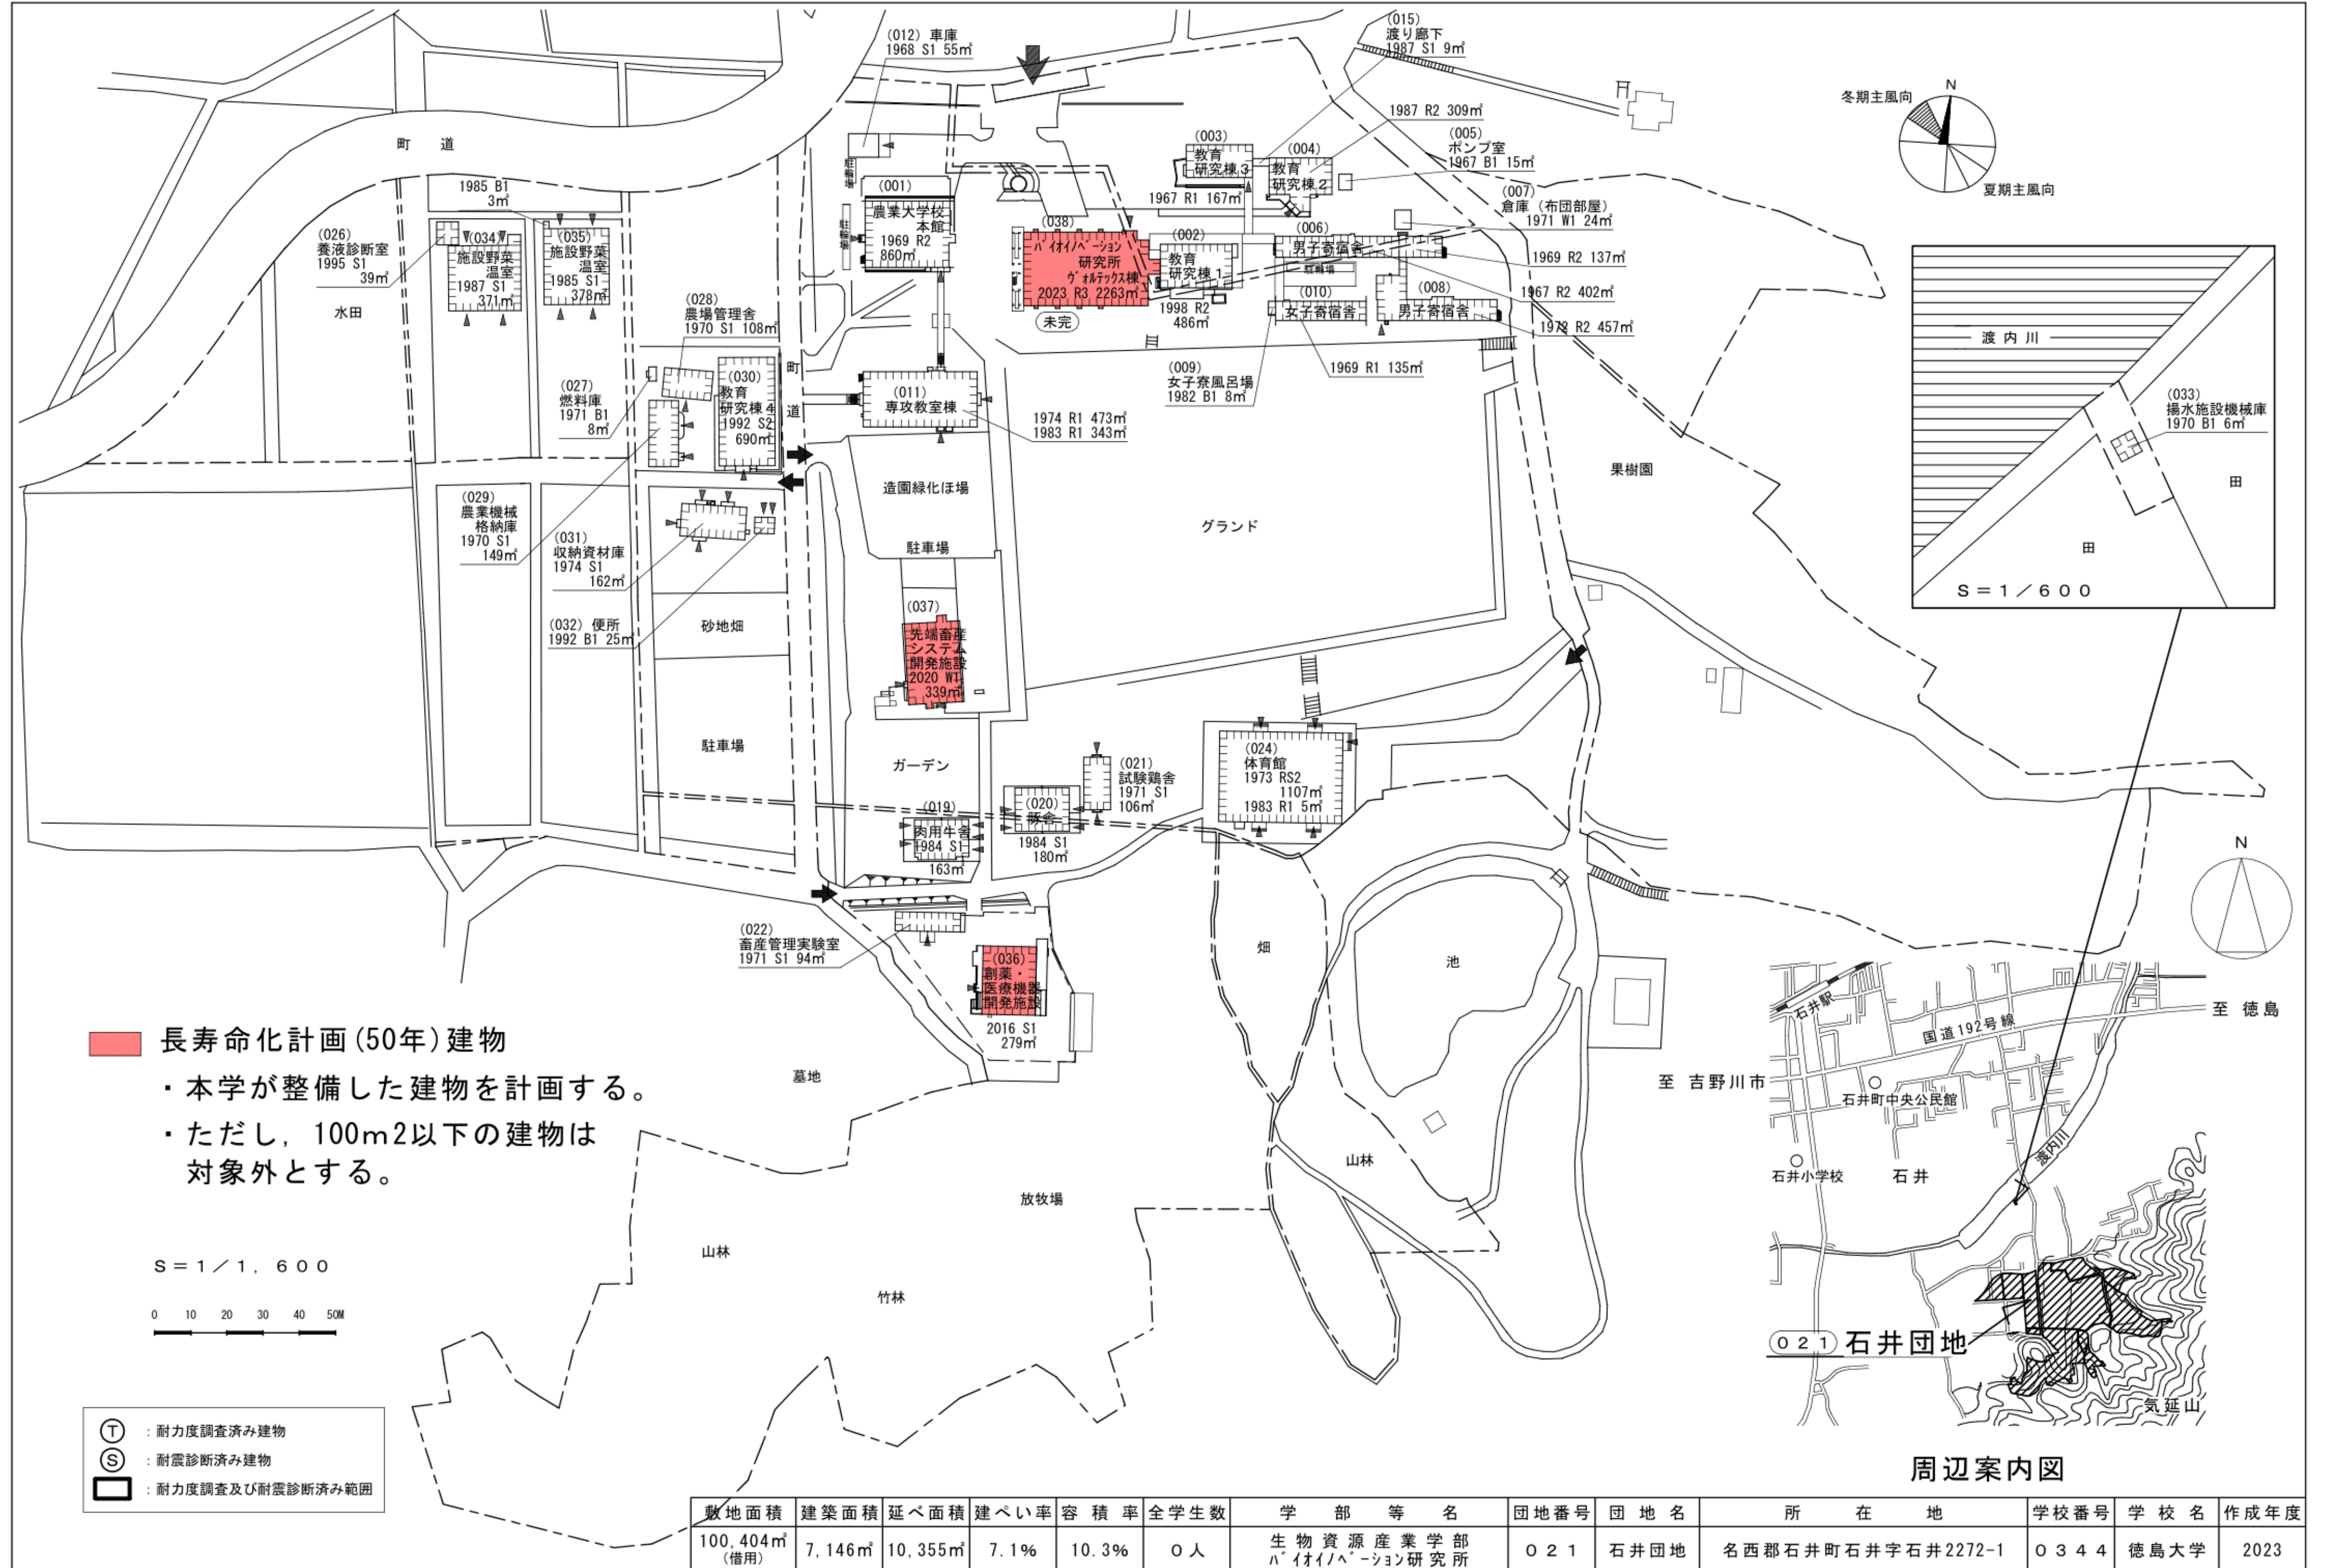 (012) 車庫
1968 S1 55㎡
(015)
渡り廊下
1987 S1 9㎡
1987 R2 309㎡
(005)
ポンプ室
1967 B1 15㎡
(007)
倉庫（布団部屋）
1971 W1 24㎡
冬期主風向
N
夏期主風向
町 道
1985 B1
3㎡
(026)
養液診断室
1995 S1
39㎡
(034)
施設野菜
温室
1987 S1
371㎡
(035)
施設野菜
温室
1985 S1
378㎡
水田
駐輪場
駐輪場
(001)
農業大学校
本館
1969 R2
860㎡
(003)
教育
研究棟3
1967 R1 167㎡
(004)
教育
研究棟2
(038)
ﾊﾞｲｵｲﾉﾍﾞｰｼｮﾝ
研究所
ｳﾞｫﾙﾃｯｸｽ棟
2023 R3 2263㎡
未完
(002)
教育
研究棟1
1998 R2
486㎡
(006)
男子寄宿舎
駐輪場
1969 R2 137㎡
1967 R2 402㎡
(010)
女子寄宿舎
(008)
男子寄宿舎
1972 R2 457㎡
(009)
女子寮風呂場
1982 B1 8㎡
1969 R1 135㎡
(028)
農場管理舎
1970 S1 108㎡
(027)
燃料庫
1971 B1
8㎡
(030)
教育
研究棟4
1992 S2
690㎡
町
道
(011)
専攻教室棟
1974 R1 473㎡
1983 R1 343㎡
渡内川
(033)
揚水施設機械庫
1970 B1 6㎡
田
田
S＝1／600
果樹園
造園緑化ほ場
グランド
駐車場
(029)
農業機械
格納庫
1970 S1
149㎡
(031)
収納資材庫
1974 S1
162㎡
(032) 便所
1992 B1 25㎡
砂地畑
(037)
先端畜産
システム
開発施設
2020 W1
339㎡
駐車場
ガーデン
(019)
肉用牛舎
1984 S1
163㎡
(020)
豚舎
1984 S1
180㎡
(021)
試験鶏舎
1971 S1
106㎡
(024)
体育館
1973 RS2
1107㎡
1983 R1 5㎡
(022)
畜産管理実験室
1971 S1 94㎡
(036)
創薬・
医療機器
開発施設
2016 S1
279㎡
畑
池
N
長寿命化計画(50年)建物
・本学が整備した建物を計画する。
・ただし，100m2以下の建物は
対象外とする。
墓地
山林
放牧場
山林
竹林
S＝1／1，600
0 10 20 30 40 50M
石井駅
国道192号線
至 徳島
至 吉野川市
石井町中央公民館
石井小学校
石井
渡内川
021 石井団地
気延山
周辺案内図
T ：耐力度調査済み建物
S ：耐震診断済み建物
：耐力度調査及び耐震診断済み範囲
敷地面積 建築面積 延べ面積 建ぺい率 容積率 全学生数 学部等名 団地番号 団地名 所在地 学校番号 学校名 作成年度
100,404㎡ (借用) 7,146㎡ 10,355㎡ 7.1% 10.3% 0人 生物資源産業学部 ﾊﾞｲｵｲﾉﾍﾞｰｼｮﾝ研究所 021 石井団地 名西郡石井町石井字石井2272-1 0344 徳島大学 2023